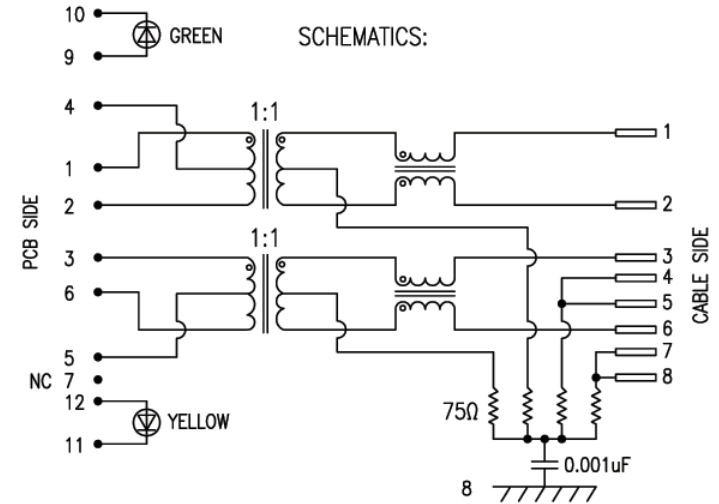 SCHEMATICS:
10
GREEN
9
4
1:1
1
1
2
2
PCB SIDE
CABLE SIDE
1:1
3
3
4
6
5
6
5
7
NC 7
8
12
75Ω
YELLOW
11
0.001uF
8